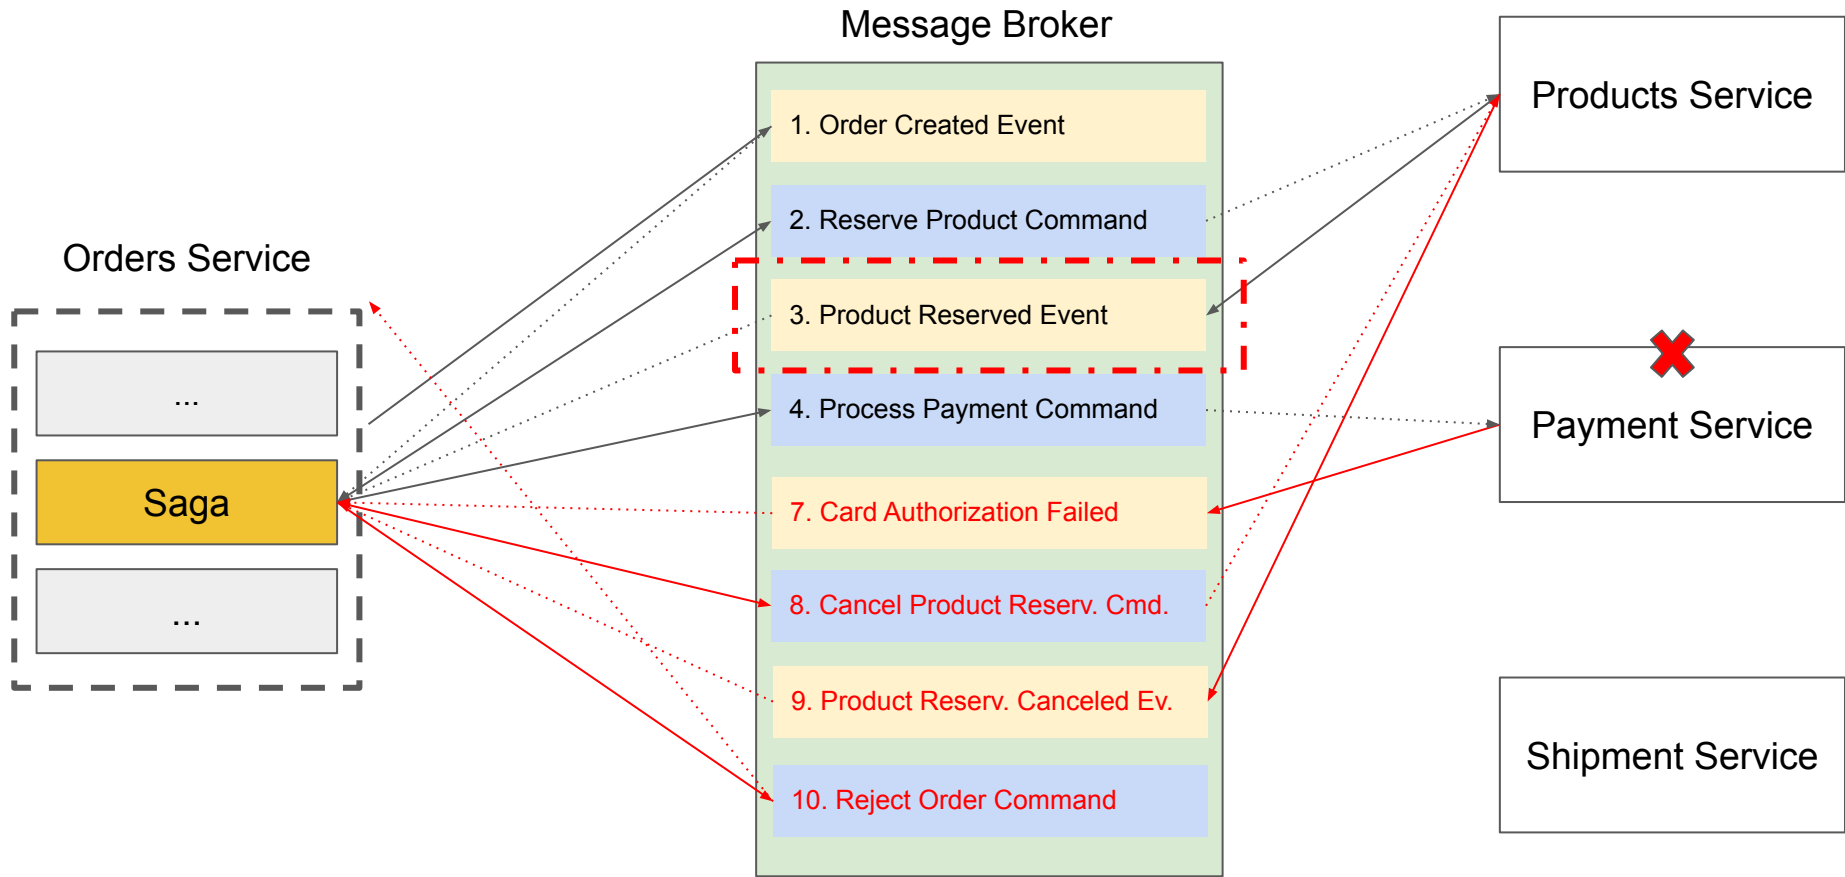 Message Broker
Orders Service
...
Saga
...
1. Order Created Event
2. Reserve Product Command
3. Product Reserved Event
4. Process Payment Command
7. Card Authorization Failed
8. Cancel Product Reserv. Cmd.
9. Product Reserv. Canceled Ev.
10. Reject Order Command
Products Service
Payment Service
Shipment Service